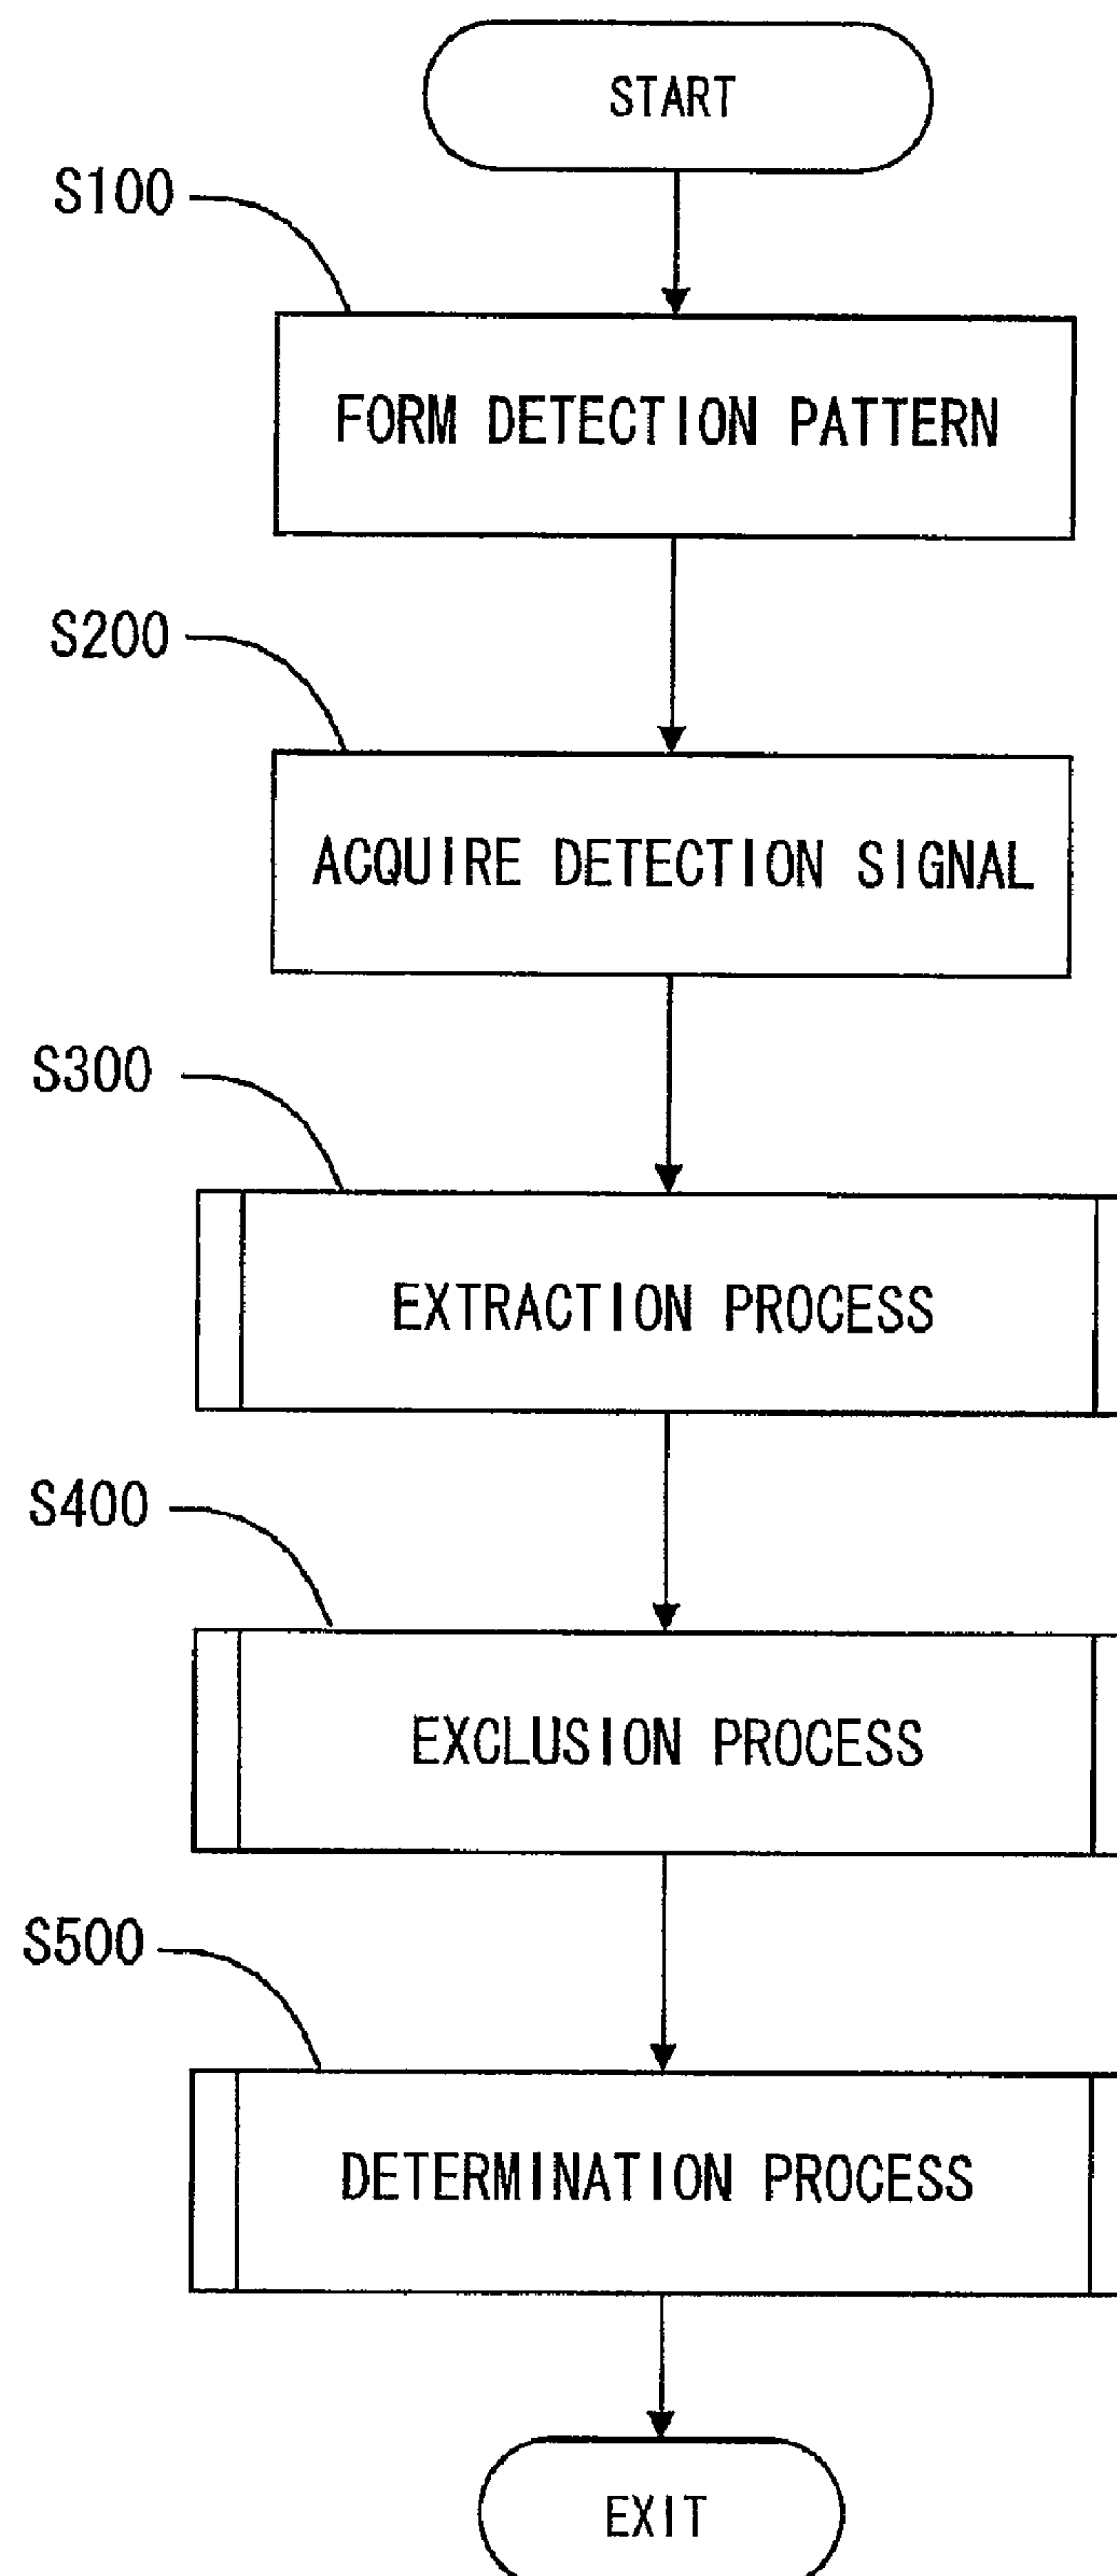 START
S100
FORM DETECTION PATTERN
S200
ACQUIRE DETECTION SIGNAL
S300
EXTRACTION PROCESS
S400
EXCLUSION PROCESS
S500
DETERMINATION PROCESS
EXIT